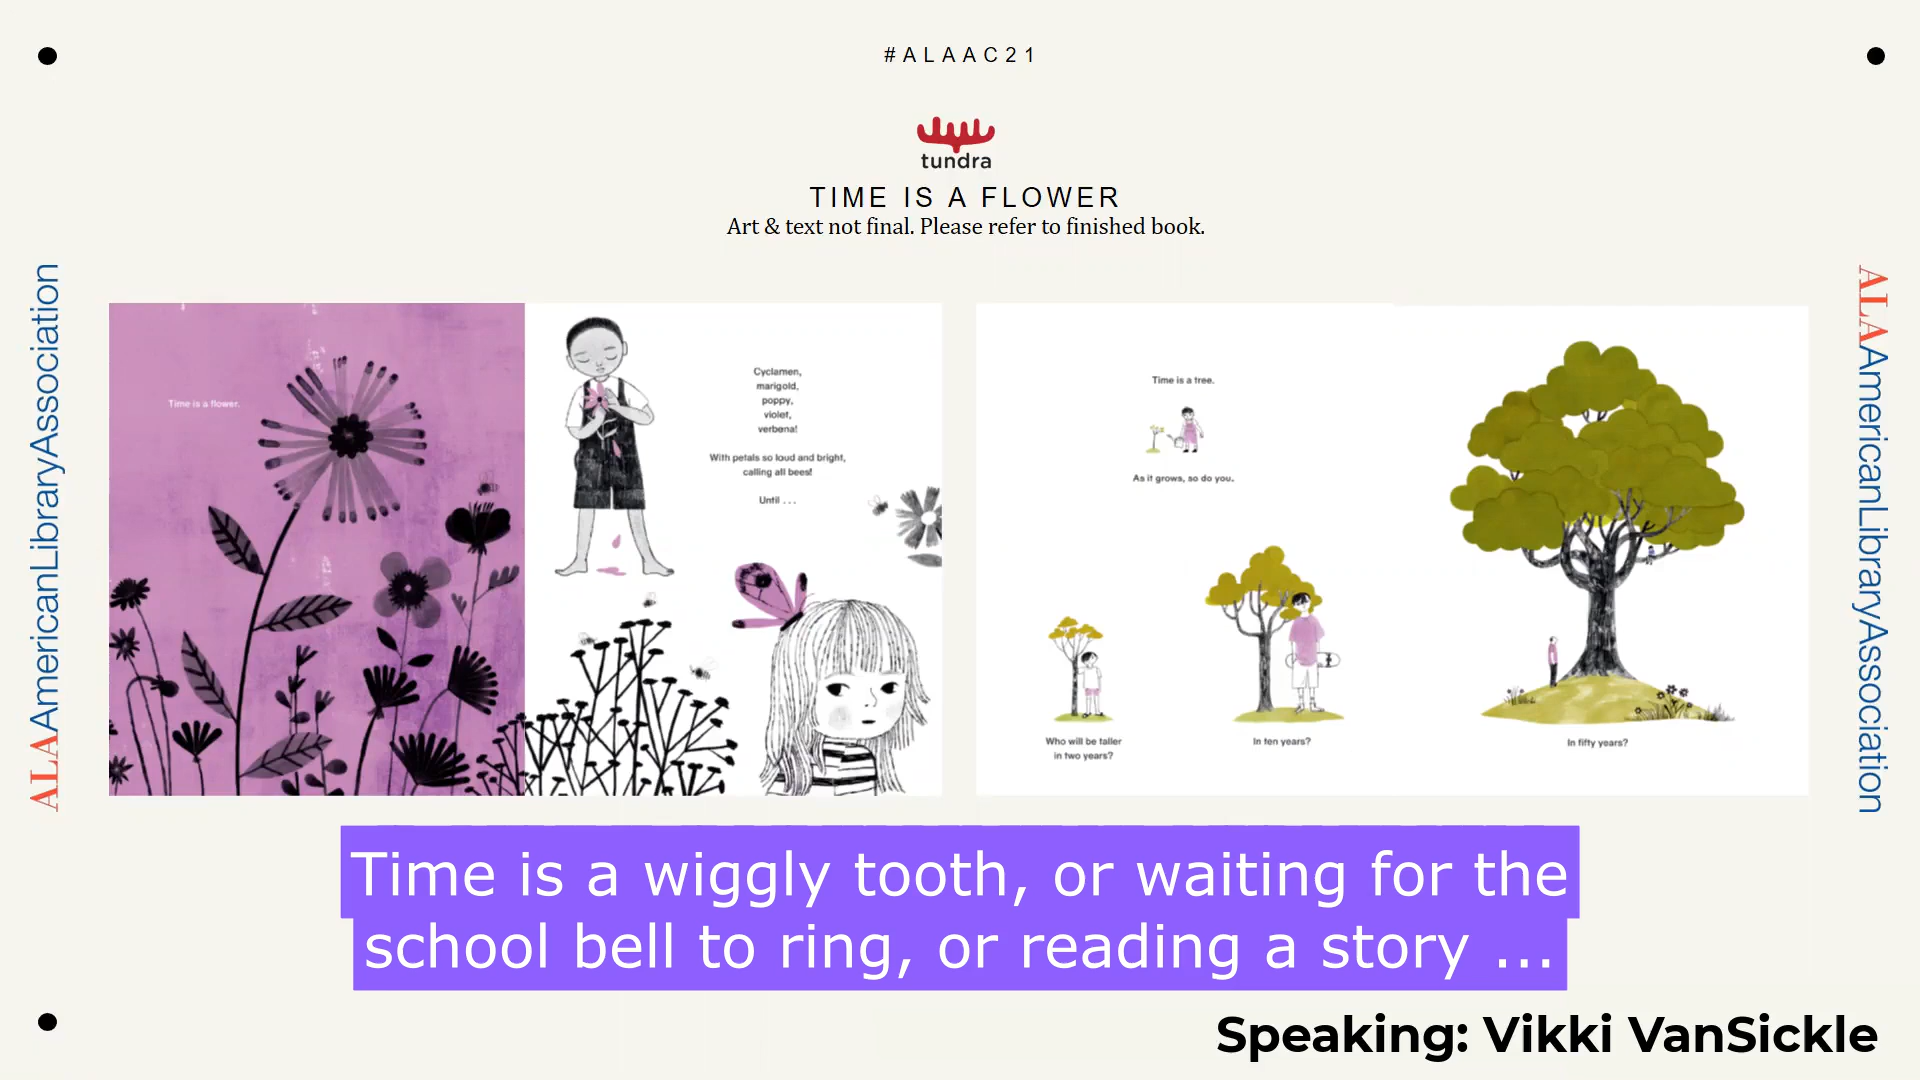 #ALAAC21
tundra
TIME IS A FLOWER
Art & text not final. Please refer to finished book.
ALAAmericanLibraryAssociation
Time is a flower.
Cyclamen,
marigold,
poppy,
violet,
verbena!
With petals so loud and bright,
calling all bees!
Until . . .
Time is a tree.
As it grows, so do you.
Who will be taller
in two years?
In ten years?
In fifty years?
ALAAmericanLibraryAssociation
Time is a wiggly tooth, or waiting for the
school bell to ring, or reading a story ...
Speaking: Vikki VanSickle